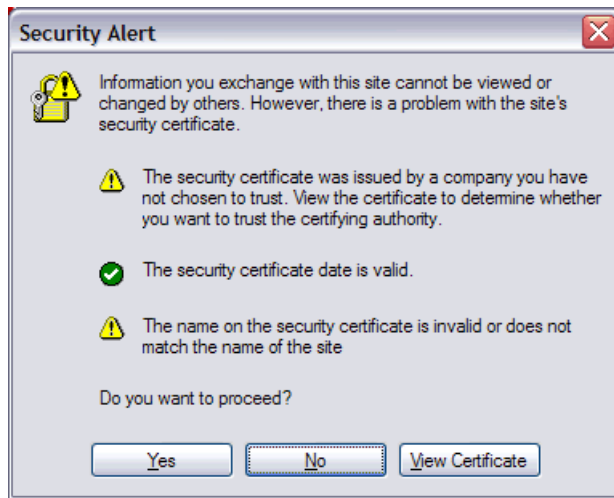 Security Alert
Information you exchange with this site cannot be viewed or
changed by others. However, there is a problem with the site's
security certificate.
The security certificate was issued by a company you have
not chosen to trust. View the certificate to determine whether
you want to trust the certifying authority.
The security certificate date is valid.
The name on the security certificate is invalid or does not
match the name of the site
Do you want to proceed?
Yes No View Certificate